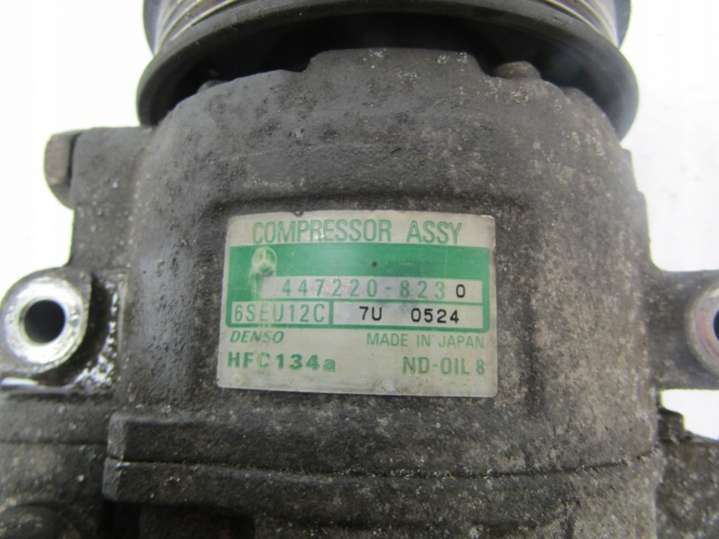 COMPRESSOR ASSY
447220-8230
6SEU12C 7U 0524
DENSO MADE IN JAPAN
HFC134a ND-OIL 8